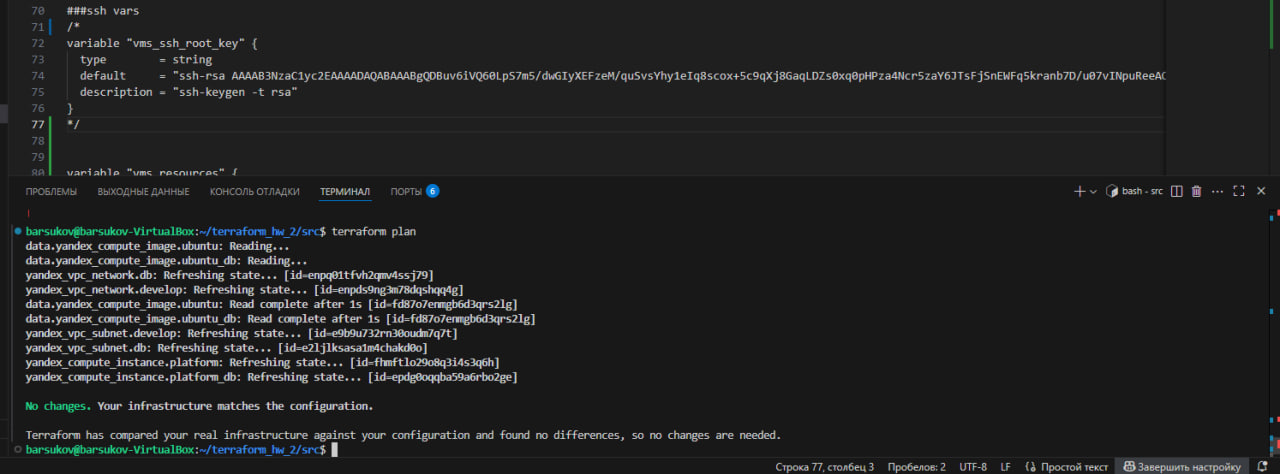 70 ###ssh vars
71 /*
72 variable "vms_ssh_root_key" {
73 type = string
74 default = "ssh-rsa AAAAB3NzaC1yc2EAAAADAQABAAABgQDBuv6iVQ60LpS7m5/dwGIyXEFzeM/quSvsYhy1eIq8scox+5c9qXj8GaqLDZs0xq0pHPza4Ncr5zaY6JTsFjSnEWFq5kranb7D/u07vINpuReeAC
75 description = "ssh-keygen -t rsa"
76 }
77 */
78
79
80 variable "vms_resources" {
ПРОБЛЕМЫ ВЫХОДНЫЕ ДАННЫЕ КОНСОЛЬ ОТЛАДКИ ТЕРМИНАЛ ПОРТЫ 6 bash - src
barsukov@barsukov-VirtualBox:~/terraform_hw_2/src$ terraform plan
data.yandex_compute_image.ubuntu: Reading...
data.yandex_compute_image.ubuntu_db: Reading...
yandex_vpc_network.db: Refreshing state... [id=enpq01tfvh2qmv4ssj79]
yandex_vpc_network.develop: Refreshing state... [id=enpds9ng3m78dqshqq4g]
data.yandex_compute_image.ubuntu: Read complete after 1s [id=fd87o7enmgb6d3qrs2lg]
data.yandex_compute_image.ubuntu_db: Read complete after 1s [id=fd87o7enmgb6d3qrs2lg]
yandex_vpc_subnet.develop: Refreshing state... [id=e9b9u732rn30oudm7q7t]
yandex_vpc_subnet.db: Refreshing state... [id=e2ljlksasa1m4chakd0o]
yandex_compute_instance.platform: Refreshing state... [id=fhmftlo29o8q3i4s3q6h]
yandex_compute_instance.platform_db: Refreshing state... [id=epdg0oqqba59a6rbo2ge]
No changes. Your infrastructure matches the configuration.
Terraform has compared your real infrastructure against your configuration and found no differences, so no changes are needed.
barsukov@barsukov-VirtualBox:~/terraform_hw_2/src$
Строка 77, столбец 3 Пробелов: 2 UTF-8 LF Простой текст Завершить настройку